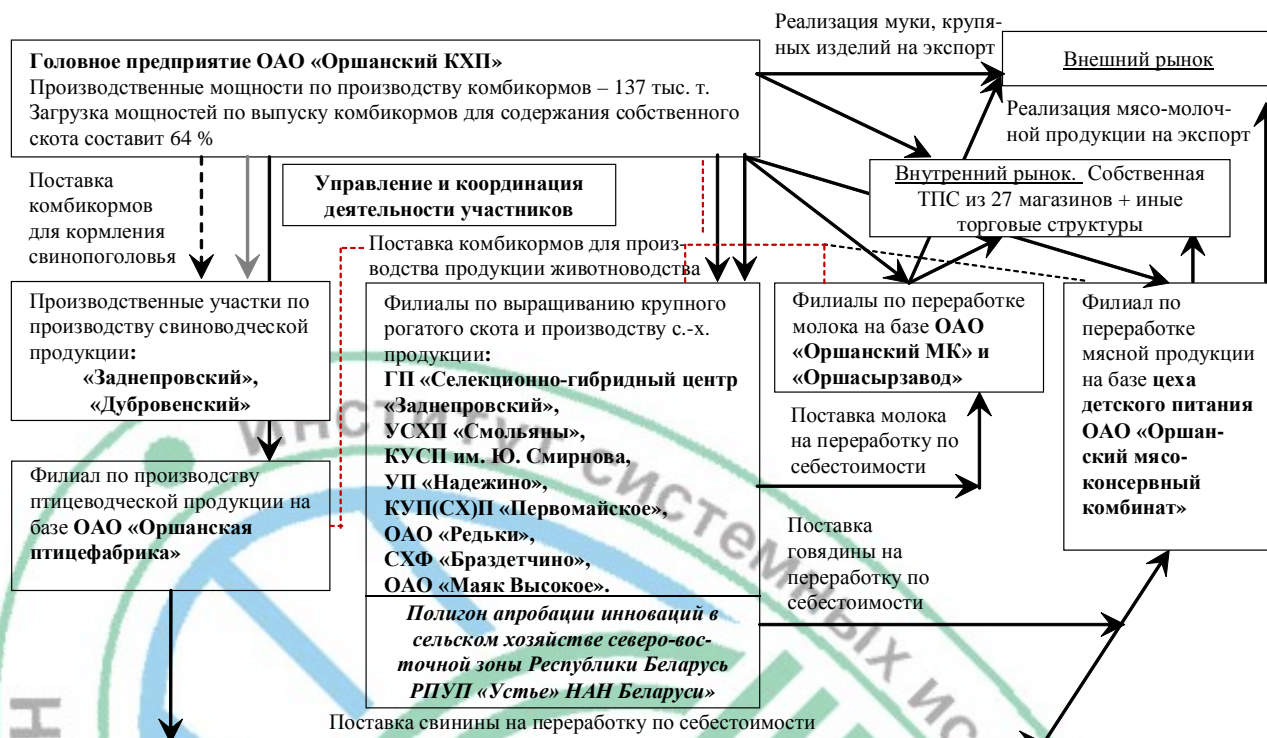 Реализация муки, крупя-
ных изделий на экспорт
Головное предприятие ОАО «Оршанский КХП»
Производственные мощности по производству комбикормов – 137 тыс. т.
Загрузка мощностей по выпуску комбикормов для содержания собственного
скота составит 64 %
Внешний рынок
Реализация мясо-молоч-
ной продукции на экспорт
Поставка
комбикормов
для кормления
свинопоголовья
Управление и координация
деятельности участников
Внутренний рынок. Собственная
ТПС из 27 магазинов + иные
торговые структуры
Поставка комбикормов для произ-
водства продукции животноводства
Производственные участки по
производству свиноводческой
продукции:
«Заднепровский»,
«Дубровенский»
Филиалы по выращиванию крупного
рогатого скота и производству с.-х.
продукции:
ГП «Селекционно-гибридный центр
«Заднепровский»,
УСХП «Смольяны»,
КУСП им. Ю. Смирнова,
УП «Надежино»,
КУП(СХ)П «Первомайское»,
ОАО «Редьки»,
СХФ «Браздетчино»,
ОАО «Маяк Высокое».
Полигон апробации инноваций в
сельском хозяйстве северо-вос-
точной зоны Республики Беларусь
РПУП «Устье» НАН Беларуси»
Филиалы по переработке
молока на базе ОАО
«Оршанский МК» и
«Оршасырзавод»
Филиал по
переработке
мясной продукции
на базе цеха
детского питания
ОАО «Оршан-
ский мясо-
консервный
комбинат»
Поставка молока
на переработку по
себестоимости
Филиал по производству
птицеводческой продукции на
базе ОАО «Оршанская
птицефабрика»
Поставка
говядины на
переработку по
себестоимости
Поставка свинины на переработку по себестоимости
ИНСТИТУТ СИСТЕМНЫХ ИС
Н